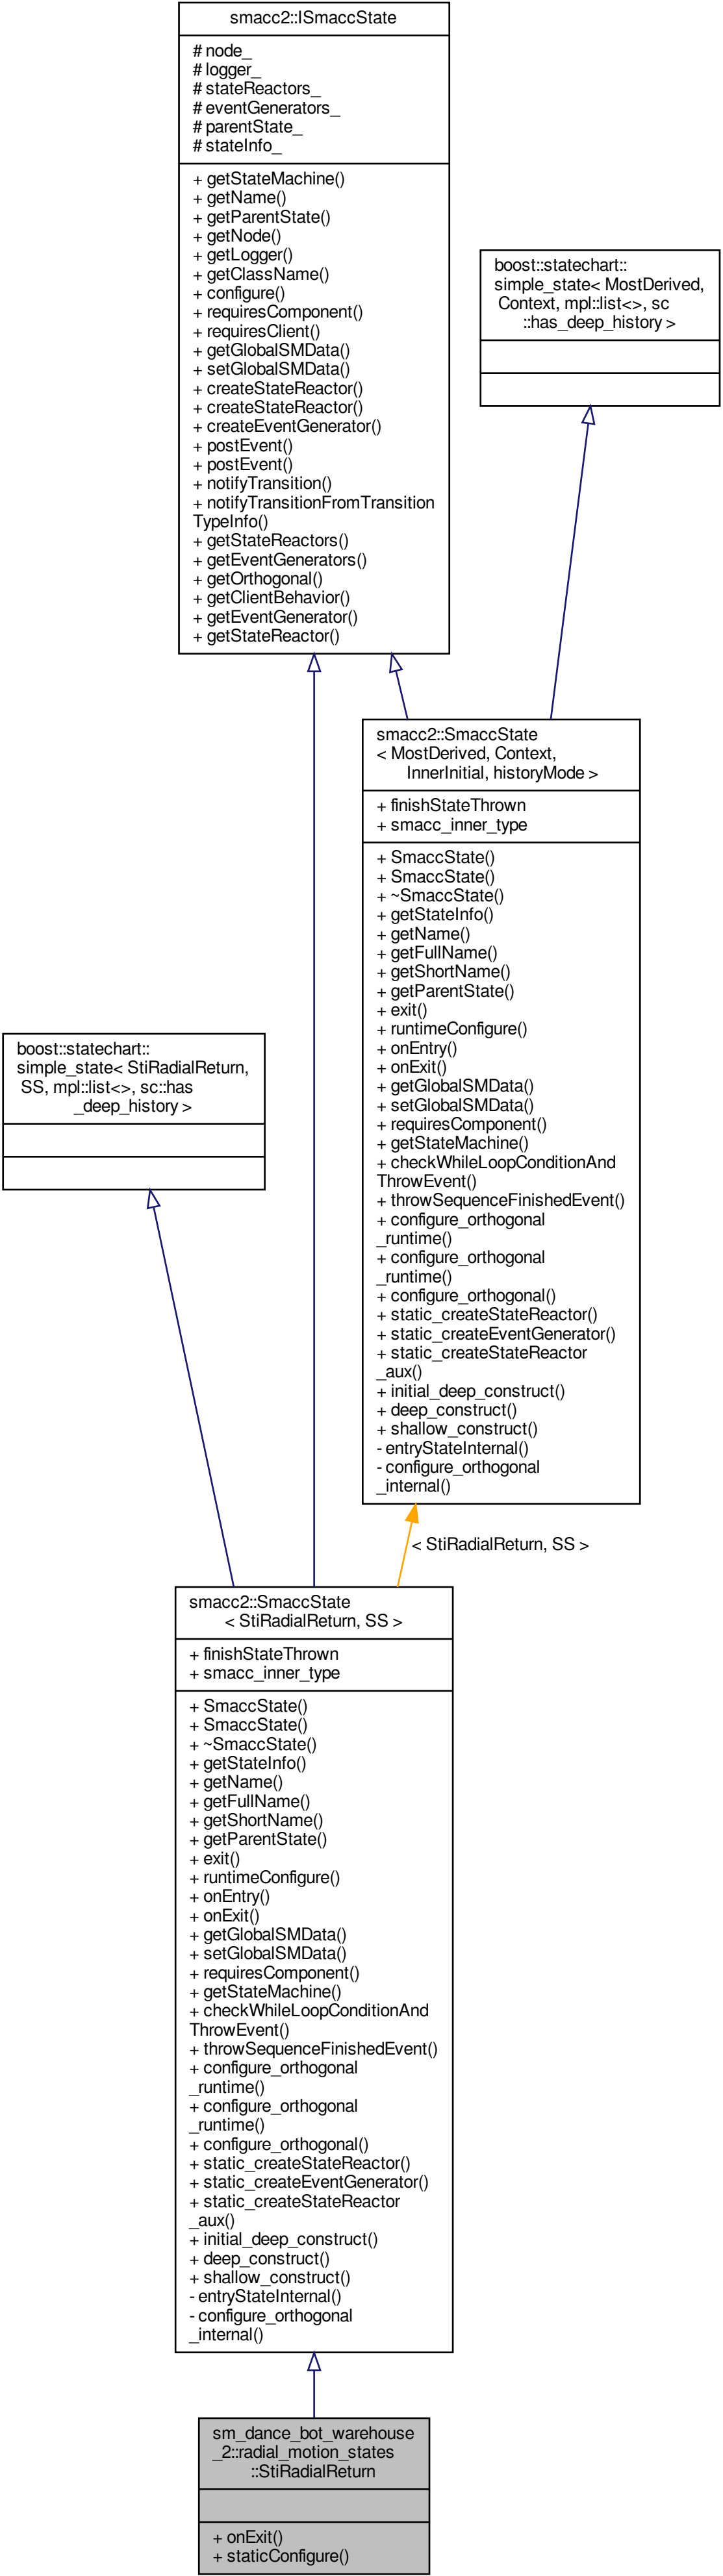 smacc2::ISmaccState
# node_
# logger_
# stateReactors_
# eventGenerators_
# parentState_
# stateInfo_
+ getStateMachine()
+ getName()
+ getParentState()
+ getNode()
+ getLogger()
+ getClassName()
+ configure()
+ requiresComponent()
+ requiresClient()
+ getGlobalSMData()
+ setGlobalSMData()
+ createStateReactor()
+ createStateReactor()
+ createEventGenerator()
+ postEvent()
+ postEvent()
+ notifyTransition()
+ notifyTransitionFromTransition
TypeInfo()
+ getStateReactors()
+ getEventGenerators()
+ getOrthogonal()
+ getClientBehavior()
+ getEventGenerator()
+ getStateReactor()
boost::statechart::
simple_state< MostDerived,
Context, mpl::list<>, sc
::has_deep_history >
smacc2::SmaccState
< MostDerived, Context,
InnerInitial, historyMode >
+ finishStateThrown
+ smacc_inner_type
+ SmaccState()
+ SmaccState()
+ ~SmaccState()
+ getStateInfo()
+ getName()
+ getFullName()
+ getShortName()
+ getParentState()
+ exit()
+ runtimeConfigure()
+ onEntry()
+ onExit()
+ getGlobalSMData()
+ setGlobalSMData()
+ requiresComponent()
+ getStateMachine()
+ checkWhileLoopConditionAnd
ThrowEvent()
+ throwSequenceFinishedEvent()
+ configure_orthogonal
_runtime()
+ configure_orthogonal
_runtime()
+ configure_orthogonal()
+ static_createStateReactor()
+ static_createEventGenerator()
+ static_createStateReactor
_aux()
+ initial_deep_construct()
+ deep_construct()
+ shallow_construct()
- entryStateInternal()
- configure_orthogonal
_internal()
boost::statechart::
simple_state< StiRadialReturn,
SS, mpl::list<>, sc::has
_deep_history >
< StiRadialReturn, SS >
smacc2::SmaccState
< StiRadialReturn, SS >
+ finishStateThrown
+ smacc_inner_type
+ SmaccState()
+ SmaccState()
+ ~SmaccState()
+ getStateInfo()
+ getName()
+ getFullName()
+ getShortName()
+ getParentState()
+ exit()
+ runtimeConfigure()
+ onEntry()
+ onExit()
+ getGlobalSMData()
+ setGlobalSMData()
+ requiresComponent()
+ getStateMachine()
+ checkWhileLoopConditionAnd
ThrowEvent()
+ throwSequenceFinishedEvent()
+ configure_orthogonal
_runtime()
+ configure_orthogonal
_runtime()
+ configure_orthogonal()
+ static_createStateReactor()
+ static_createEventGenerator()
+ static_createStateReactor
_aux()
+ initial_deep_construct()
+ deep_construct()
+ shallow_construct()
- entryStateInternal()
- configure_orthogonal
_internal()
sm_dance_bot_warehouse
_2::radial_motion_states
::StiRadialReturn
+ onExit()
+ staticConfigure()